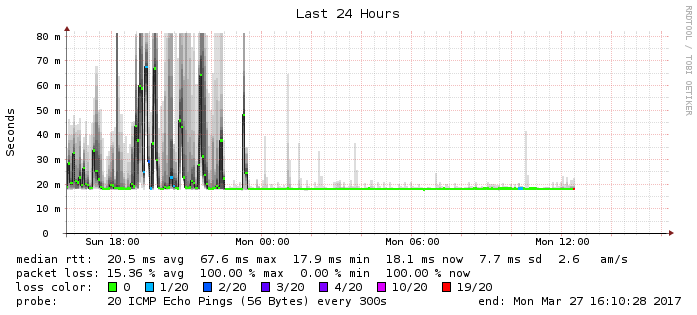 Last 24 Hours
RRDTOOL / TOBI OETIKER
Seconds
80 m
70 m
60 m
50 m
40 m
30 m
20 m
10 m
0
Sun 18:00 Mon 00:00 Mon 06:00 Mon 12:00
median rtt: 20.5 ms avg 67.6 ms max 17.9 ms min 18.1 ms now 7.7 ms sd 2.6 am/s
packet loss: 15.36 % avg 100.00 % max 0.00 % min 100.00 % now
loss color: 0 1/20 2/20 3/20 4/20 10/20 19/20
probe: 20 ICMP Echo Pings (56 Bytes) every 300s end: Mon Mar 27 16:10:28 2017